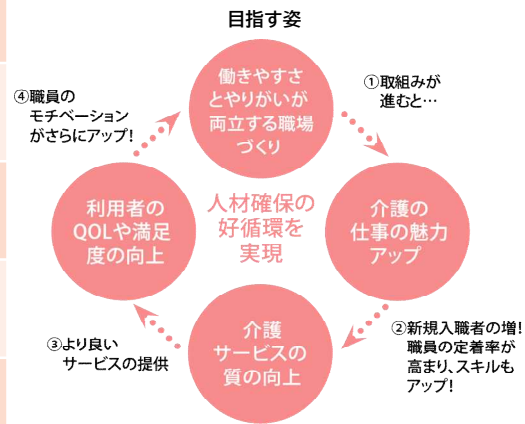 目指す姿
働きやすさ
とやりがいが
両立する職場
づくり
①取組みが
進むと…
介護の
仕事の魅力
アップ
②新規入職者の増!
職員の定着率が
高まり、スキルも
アップ!
介護
サービスの
質の向上
③より良い
サービスの提供
利用者の
QOLや満足
度の向上
④職員の
モチベーション
がさらにアップ!
人材確保の
好循環を
実現